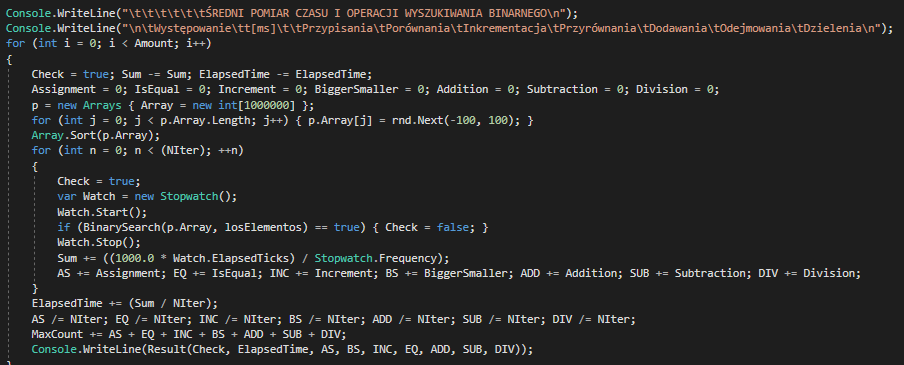 Console.WriteLine("\t\t\t\t\t\tŚREDNI POMIAR CZASU I OPERACJI WYSZUKIWANIA BINARNEGO\n");
Console.WriteLine("\n\tWystępowanie\t\t[ms]\t\tPrzypisania\tPorównania\tInkrementacja\tPrzyrównania\tDodawania\tOdejmowania\tDzielenia\n");
for (int i = 0; i < Amount; i++)
{
Check = true; Sum -= Sum; ElapsedTime -= ElapsedTime;
Assignment = 0; IsEqual = 0; Increment = 0; BiggerSmaller = 0; Addition = 0; Subtraction = 0; Division = 0;
p = new Arrays { Array = new int[1000000] };
for (int j = 0; j < p.Array.Length; j++) { p.Array[j] = rnd.Next(-100, 100); }
Array.Sort(p.Array);
for (int n = 0; n < (NIter); ++n)
{
Check = true;
var Watch = new Stopwatch();
Watch.Start();
if (BinarySearch(p.Array, losElementos) == true) { Check = false; }
Watch.Stop();
Sum += ((1000.0 * Watch.ElapsedTicks) / Stopwatch.Frequency);
AS += Assignment; EQ += IsEqual; INC += Increment; BS += BiggerSmaller; ADD += Addition; SUB += Subtraction; DIV += Division;
}
ElapsedTime += (Sum / NIter);
AS /= NIter; EQ /= NIter; INC /= NIter; BS /= NIter; ADD /= NIter; SUB /= NIter; DIV /= NIter;
MaxCount += AS + EQ + INC + BS + ADD + SUB + DIV;
Console.WriteLine(Result(Check, ElapsedTime, AS, BS, INC, EQ, ADD, SUB, DIV));
}